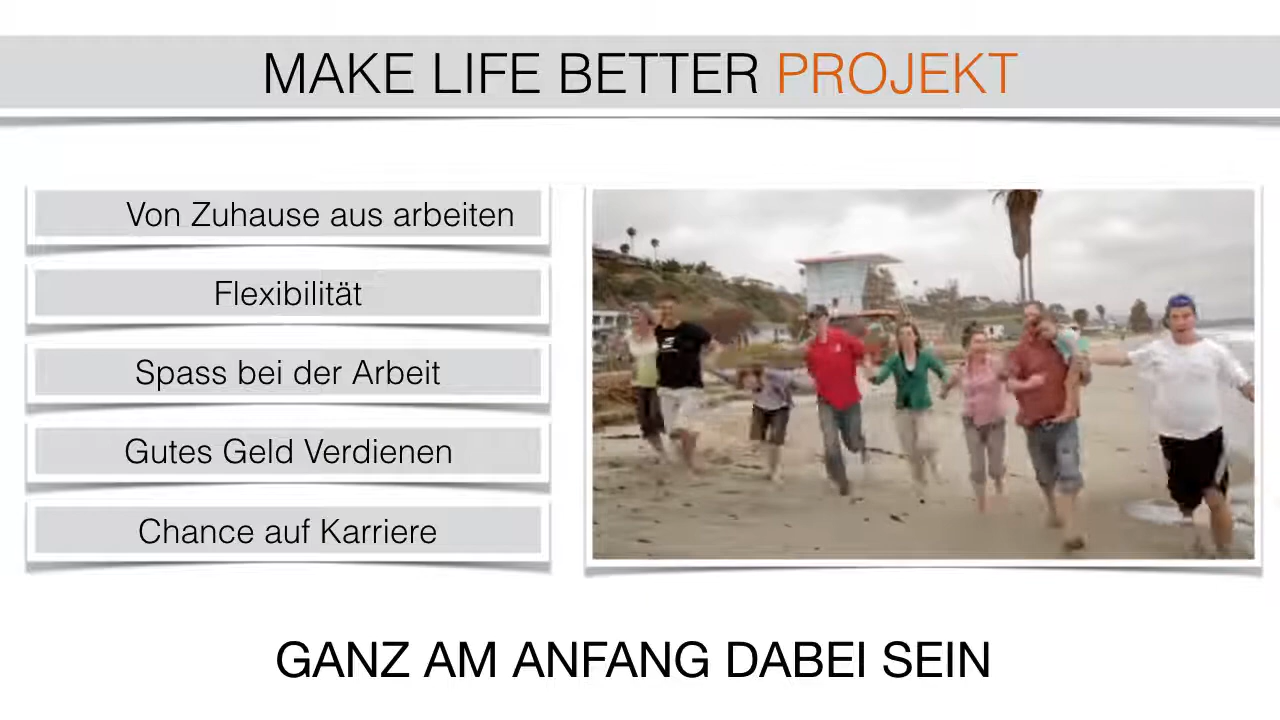 MAKE LIFE BETTER PROJEKT
Von Zuhause aus arbeiten
Flexibilität
Spass bei der Arbeit
Gutes Geld Verdienen
Chance auf Karriere
GANZ AM ANFANG DABEI SEIN